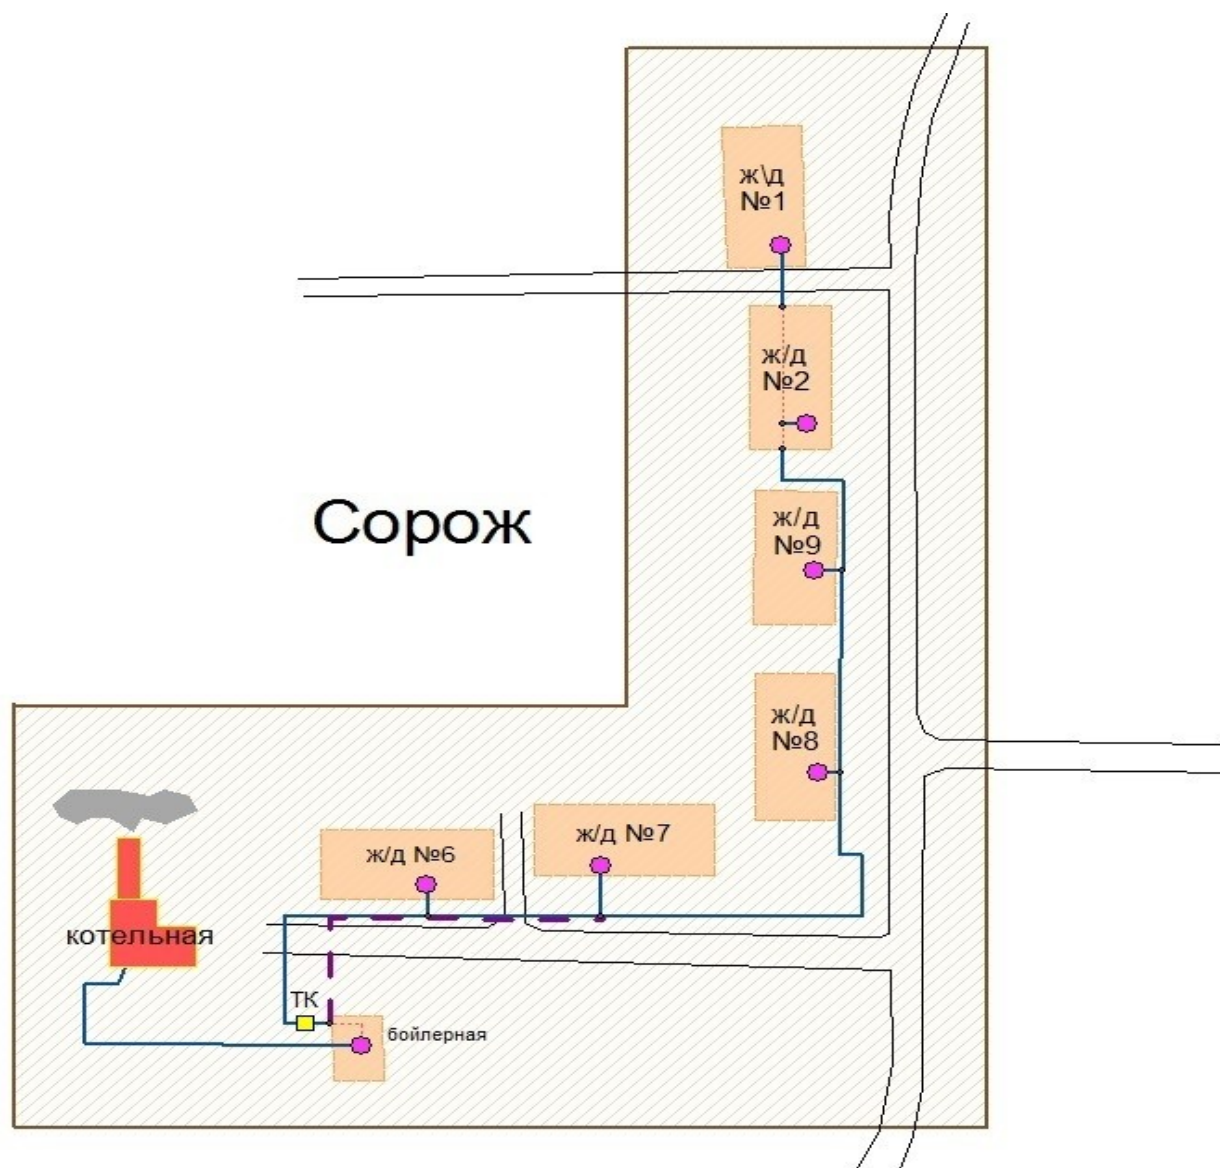 ж\д
№1
ж/д
№2
Сорож
ж/д
№9
ж/д
№8
ж/д №7
ж/д №6
котельная
ТК
бойлерная